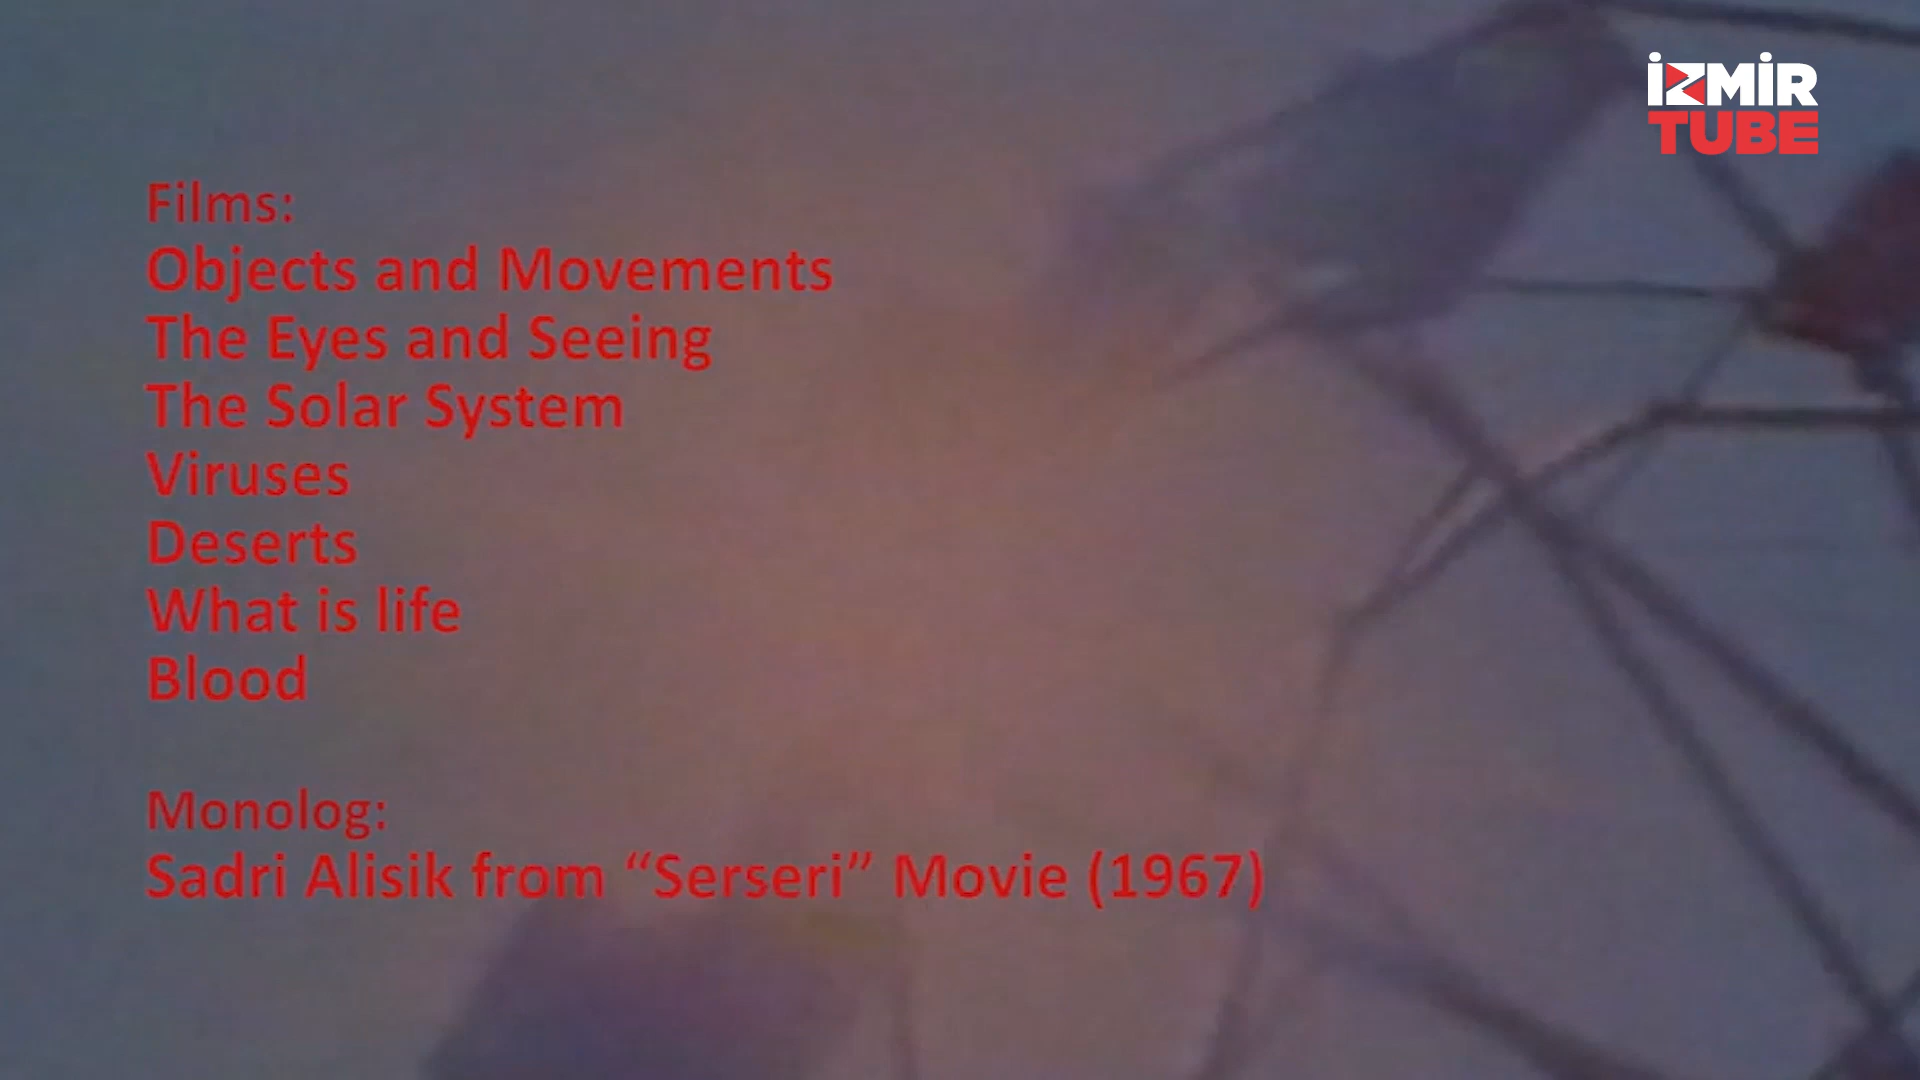 İZMİR
TUBE
Films:
Objects and Movements
The Eyes and Seeing
The Solar System
Viruses
Deserts
What is life
Blood
Monolog:
Sadri Alisik from “Serseri” Movie (1967)